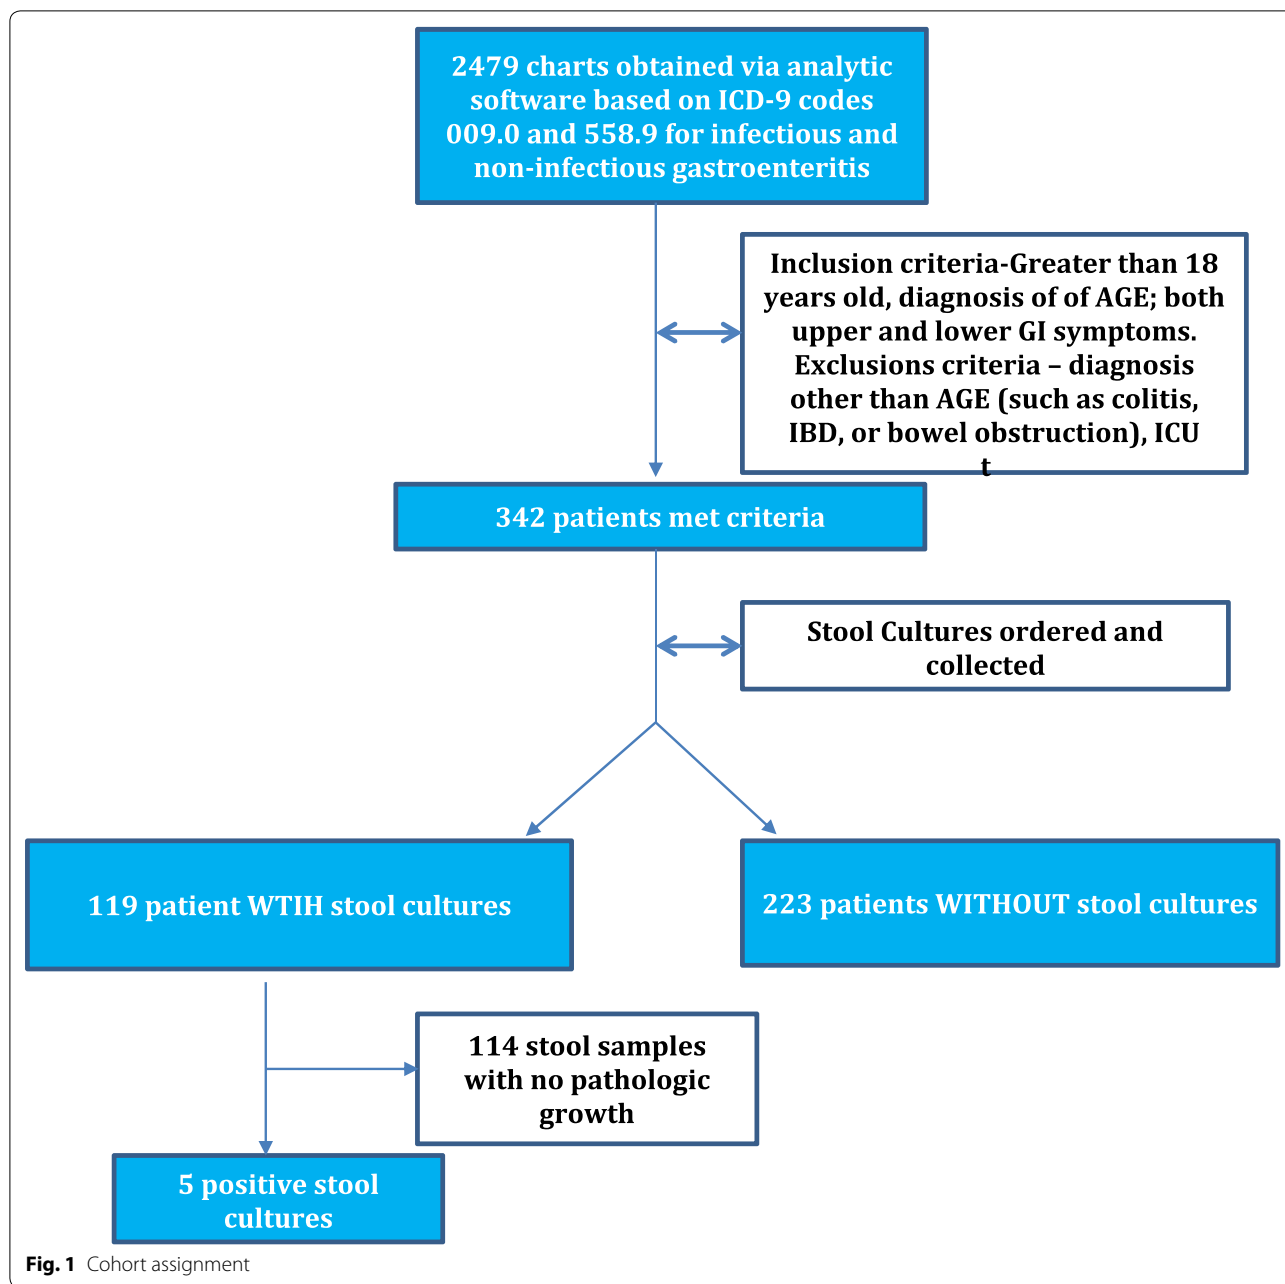 2479 charts obtained via analytic
software based on ICD-9 codes
009.0 and 558.9 for infectious and
non-infectious gastroenteritis
Inclusion criteria-Greater than 18
years old, diagnosis of of AGE; both
upper and lower GI symptoms.
Exclusions criteria – diagnosis
other than AGE (such as colitis,
IBD, or bowel obstruction), ICU
t
342 patients met criteria
Stool Cultures ordered and
collected
119 patient WTIH stool cultures
223 patients WITHOUT stool cultures
114 stool samples
with no pathologic
growth
5 positive stool
cultures
Fig. 1 Cohort assignment